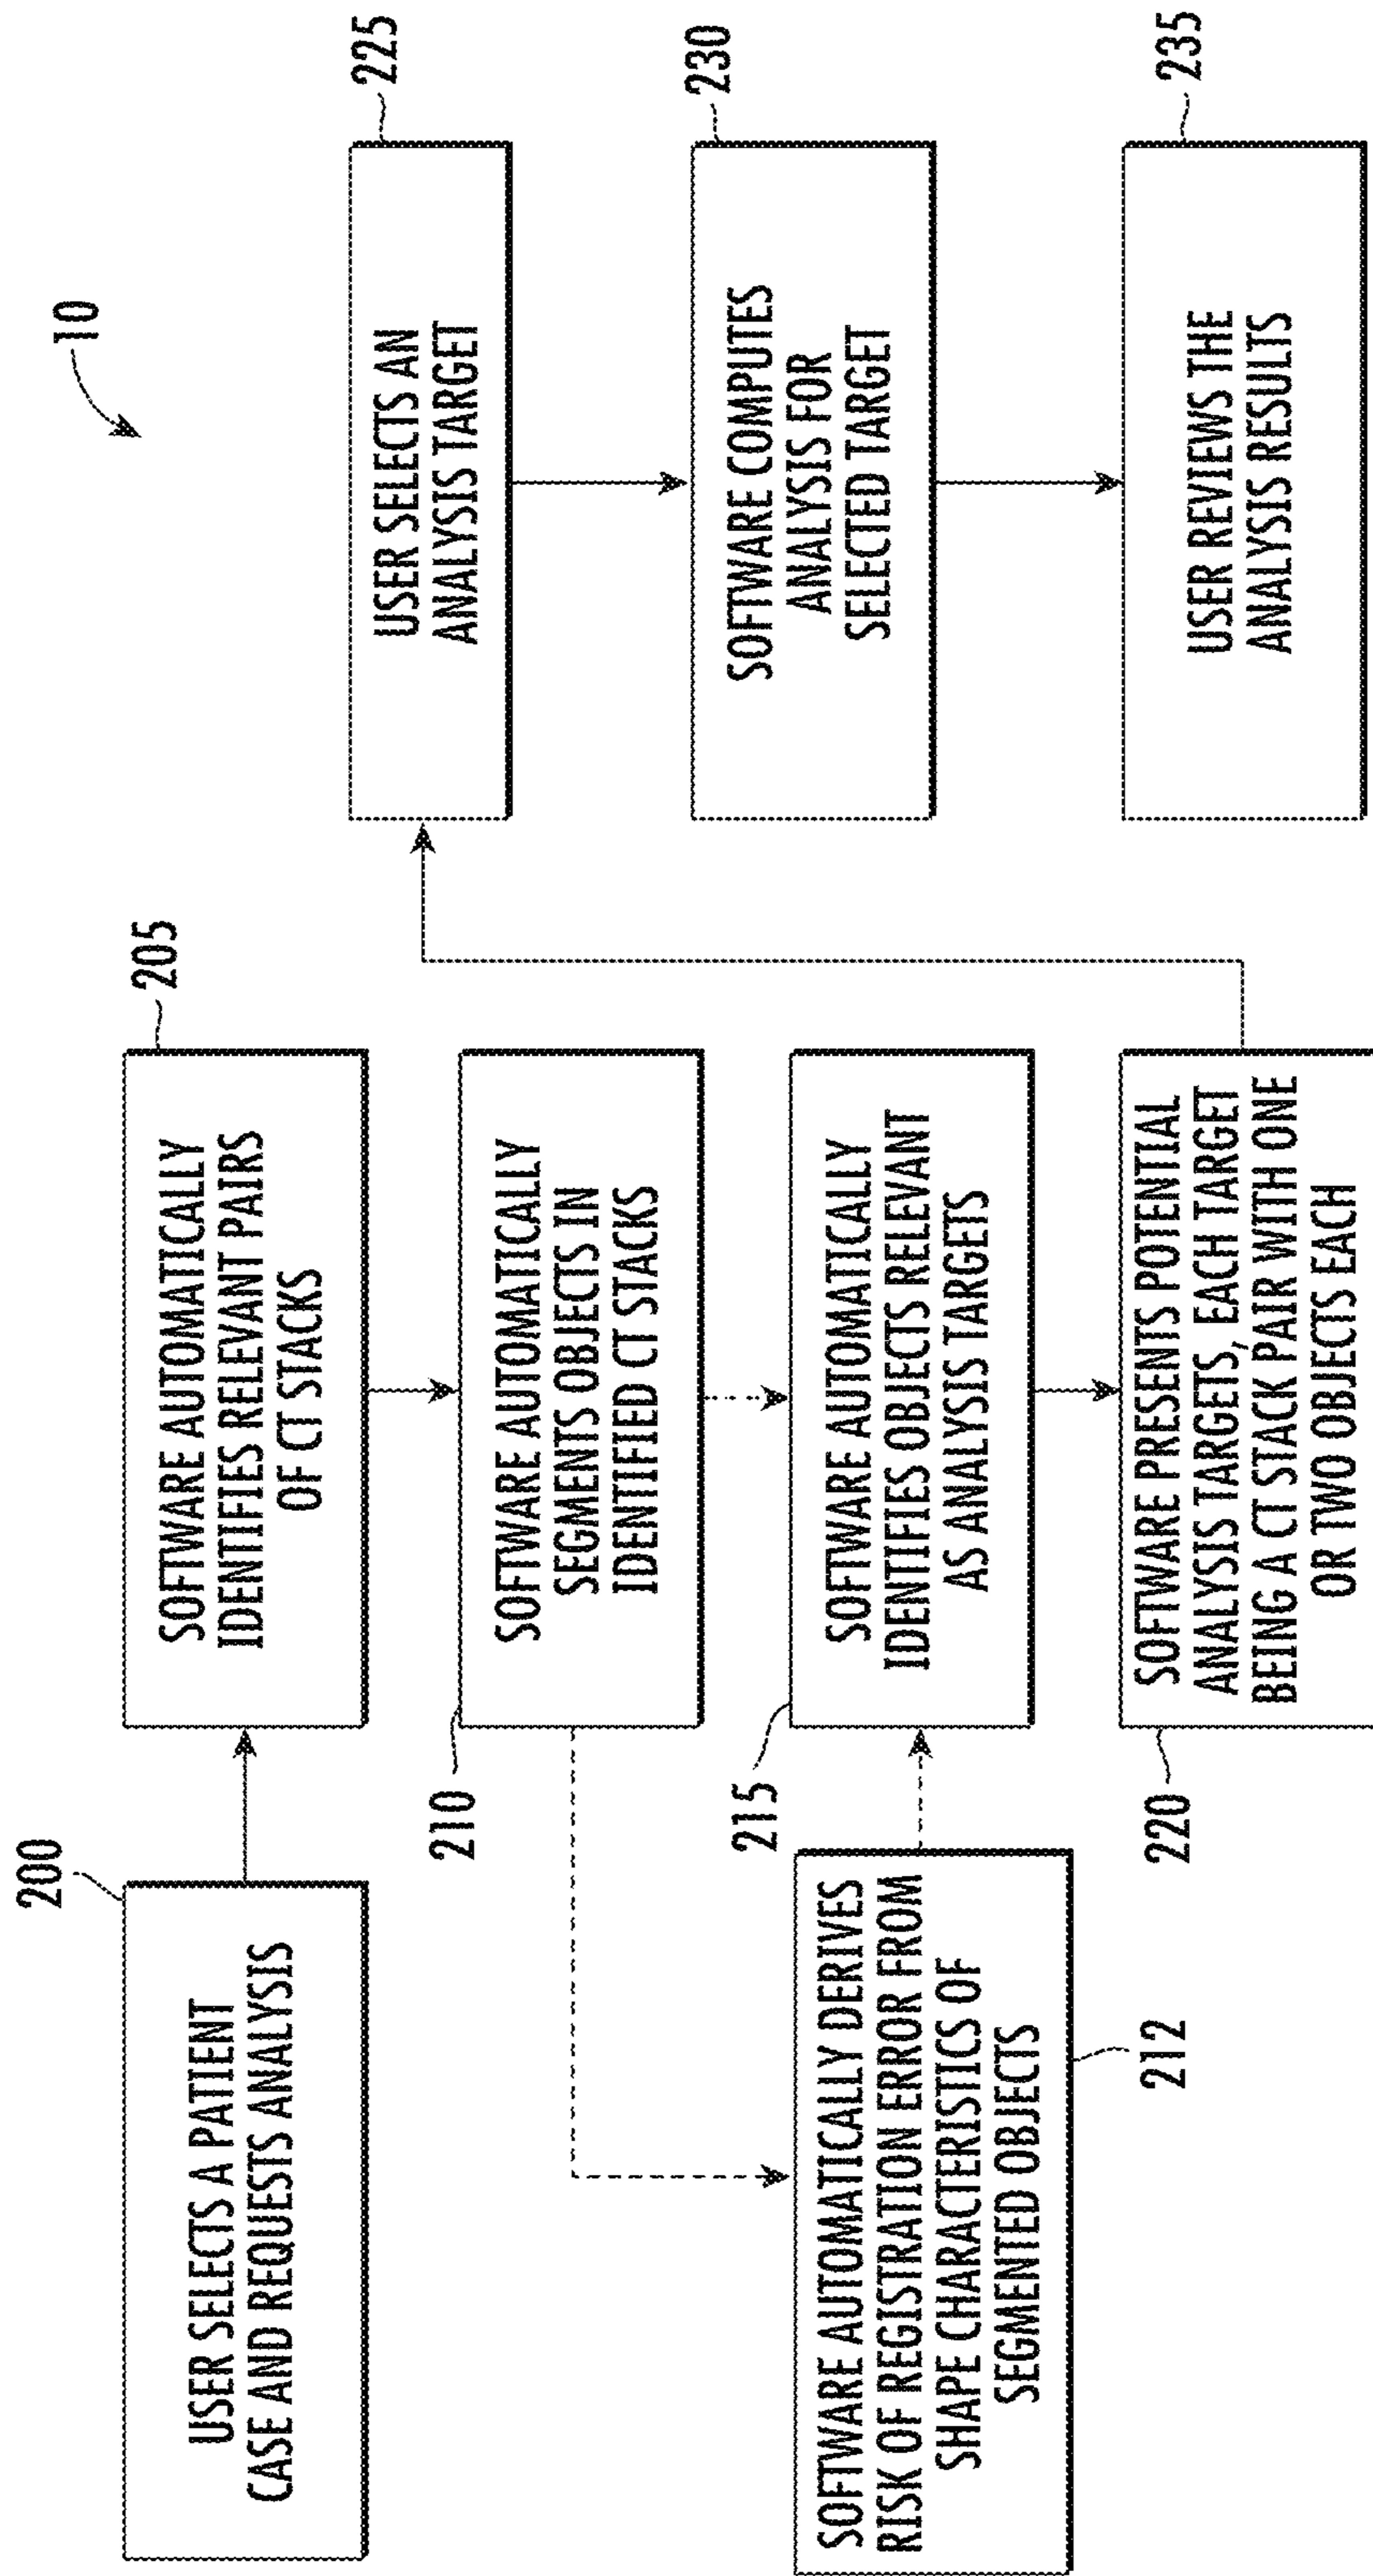 10
200
USER SELECTS A PATIENT
CASE AND REQUESTS ANALYSIS
205
SOFTWARE AUTOMATICALLY
IDENTIFIES RELEVANT PAIRS
OF CT STACKS
210
SOFTWARE AUTOMATICALLY
SEGMENTS OBJECTS IN
IDENTIFIED CT STACKS
212
SOFTWARE AUTOMATICALLY DERIVES
RISK OF REGISTRATION ERROR FROM
SHAPE CHARACTERISTICS OF
SEGMENTED OBJECTS
215
SOFTWARE AUTOMATICALLY
IDENTIFIES OBJECTS RELEVANT
AS ANALYSIS TARGETS
220
SOFTWARE PRESENTS POTENTIAL
ANALYSIS TARGETS, EACH TARGET
BEING A CT STACK PAIR WITH ONE
OR TWO OBJECTS EACH
225
USER SELECTS AN
ANALYSIS TARGET
230
SOFTWARE COMPUTES
ANALYSIS FOR
SELECTED TARGET
235
USER REVIEWS THE
ANALYSIS RESULTS